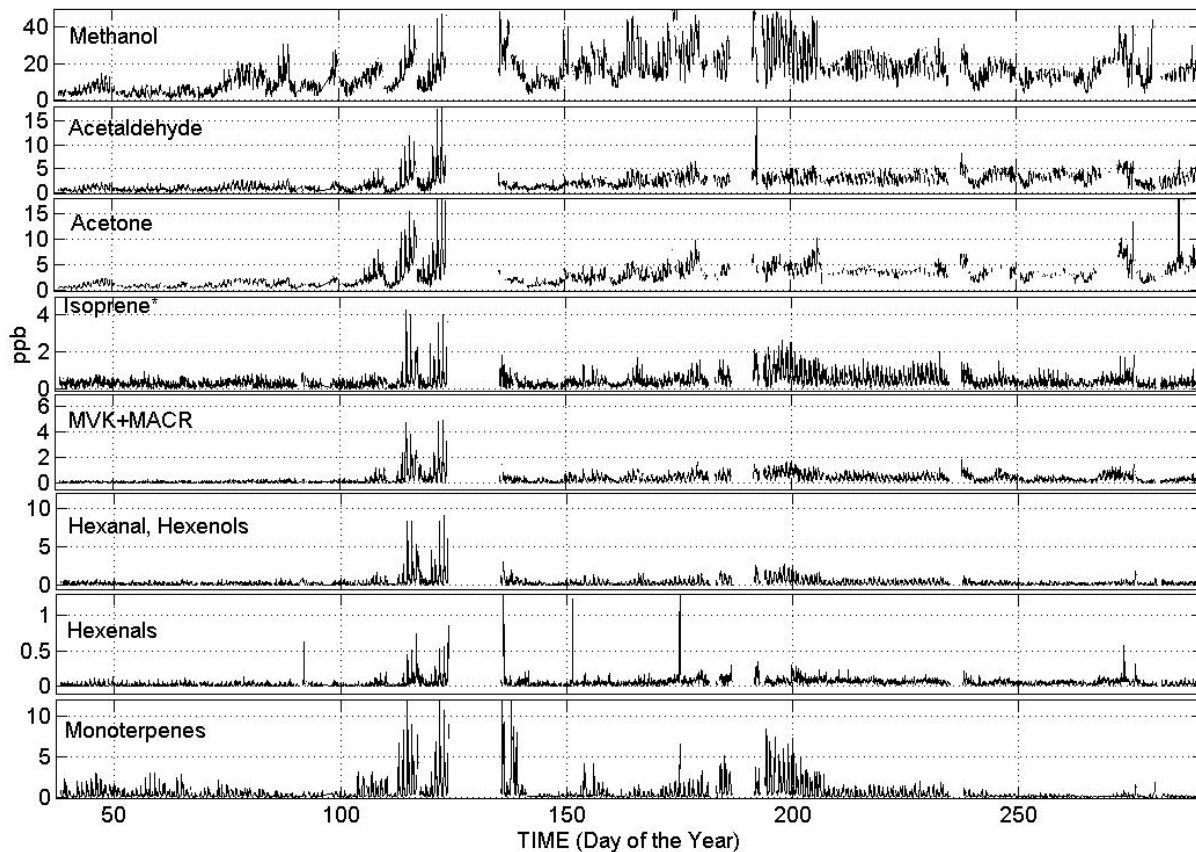 Methanol
40
20
0
Acetaldehyde
15
10
5
0
Acetone
15
10
5
0
Isoprene*
4
2
0
MVK+MACR
6
4
2
0
Hexanal, Hexenols
10
5
0
Hexenals
1
0.5
0
Monoterpenes
10
5
0
ppb
50 100 150 200 250
TIME (Day of the Year)